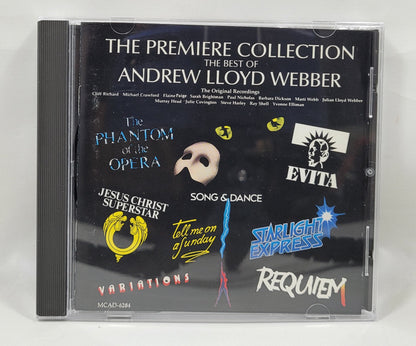 THE PREMIERE COLLECTION
THE BEST OF
ANDREW LLOYD WEBBER
The Original Recordings
Cliff Richard Michael Crawford Elaine Paige Sarah Brightman Paul Nicholas Barbara Dickson Marti Webb Julian Lloyd Webber
Murray Head Julie Covington Steve Harley Ray Shell Yvonne Elliman
The
PHANTOM
of the
OPERA
EVITA
SONG & DANCE
JESUS CHRIST
SUPERSTAR
Tell me on
a Sunday
STARLIGHT
EXPRESS
VARIATIONS
REQUIEM
MCAD-6284